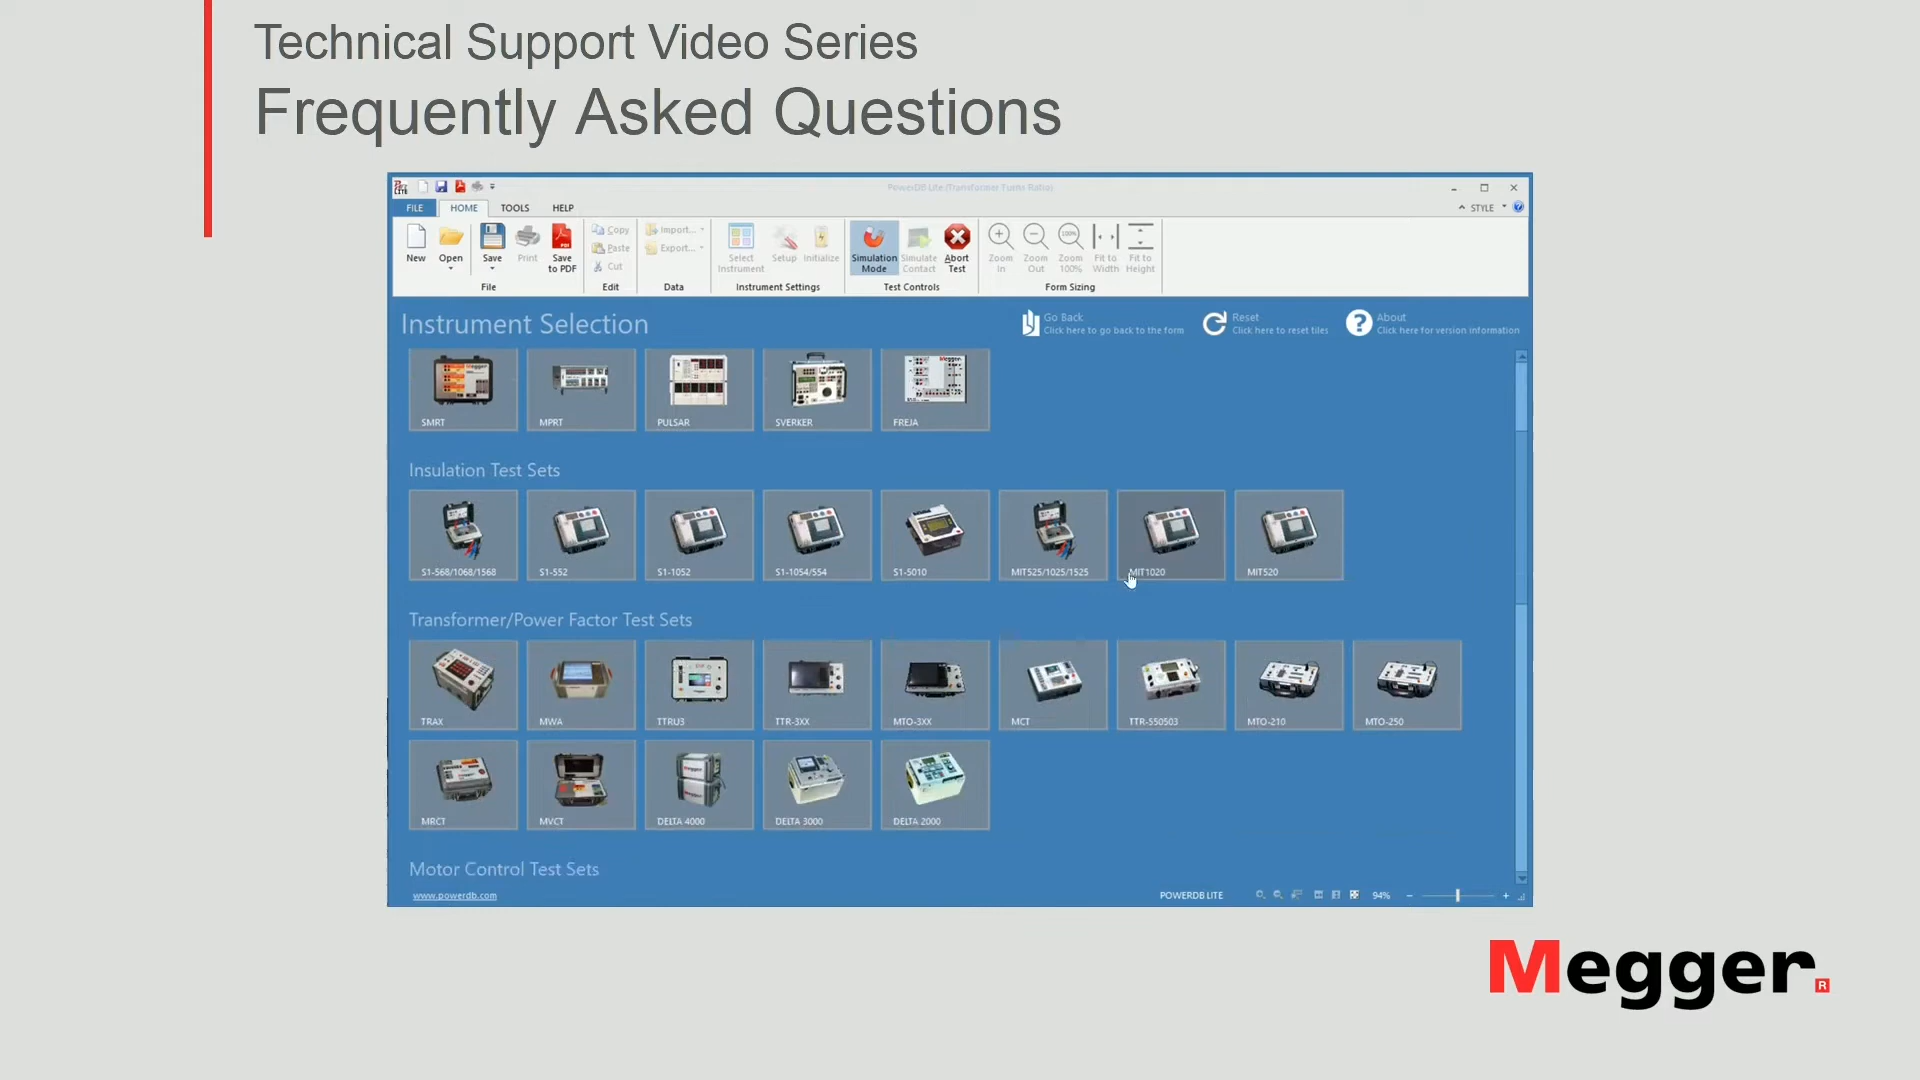 Technical Support Video Series
Frequently Asked Questions
PowerDB Lite (Transformer Turns Ratio)
FILE HOME TOOLS HELP STYLE
New Open Save Print Save to PDF
Copy
Paste
Cut
Import...
Export...
Select Instrument Setup Initialize
Simulation Mode Simulate Contact Abort Test
Zoom In Zoom Out Zoom 100% Fit to Width Fit to Height
File Edit Data Instrument Settings Test Controls Form Sizing
Instrument Selection
Go Back
Click here to go back to the form
Reset
Click here to reset tiles
About
Click here for version information
SMRT MPRT PULSAR SVERKER FREJA
Insulation Test Sets
S1-568/1068/1568 S1-552 S1-1052 S1-1054/554 S1-5010 MIT525/1025/1525 MIT1020 MIT520
Transformer/Power Factor Test Sets
TRAX MWA TTRU3 TTR-3XX MTO-3XX MCT TTR-550503 MTO-210 MTO-250
MRCT MVCT DELTA 4000 DELTA 3000 DELTA 2000
Motor Control Test Sets
www.powerdb.com POWERDB LITE 94%
Megger